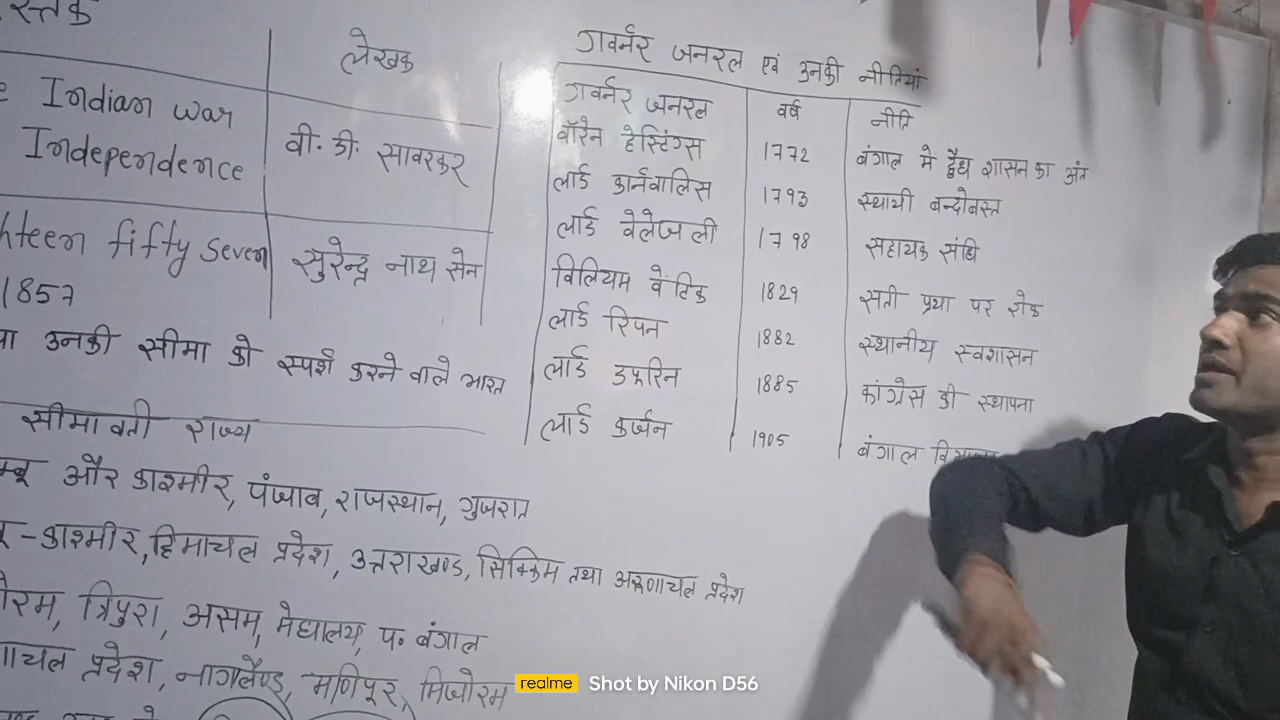 लेखक
Indian war
Independence
वी. डी. सावरकर
fifty Seven
1857
सुरेन्द्र नाथ सेन
उनकी सीमा को स्पर्श करने वाले भारत
सीमावर्ती राज्य
और काश्मीर, पंजाब, राजस्थान, गुजरात
-काश्मीर, हिमाचल प्रदेश, उत्तराखण्ड, सिक्किम तथा अरूणाचल प्रदेश
त्रिपुरा, असम, मेघालय, प० बंगाल
प्रदेश, नागालैण्ड, मणिपूर, मिजोरम
गवर्नर जनरल एवं उनकी नीतियां
गवर्नर जनरल वर्ष नीति
वॉरेन हेस्टिंग्स 1772 बंगाल मे द्वैध शासन का अंत
लार्ड कार्नवालिस 1793 स्थायी बन्दोबस्त
लार्ड वेलेजली 1798 सहायक संधि
विलियम वेंटिक 1829 सती प्रथा पर रोक
लार्ड रिपन 1882 स्थानीय स्वशासन
लार्ड डफरिन 1885 कांग्रेस की स्थापना
लार्ड कर्जन 1905 बंगाल
realme Shot by Nikon D56